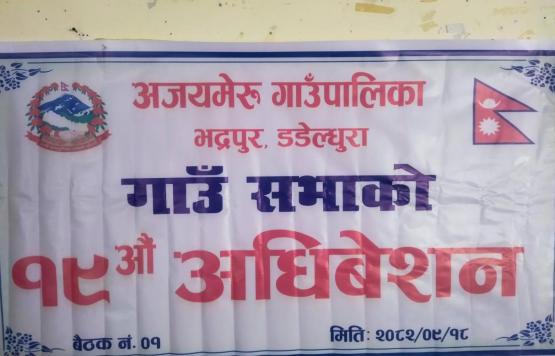 अजयमेरु गाउँपालिका
भद्रपुर, डडेल्धुरा
गाउँ सभाको
१९औं अधिबेशन
बैठक नं. ०१ मिति: २०८२/०९/१८